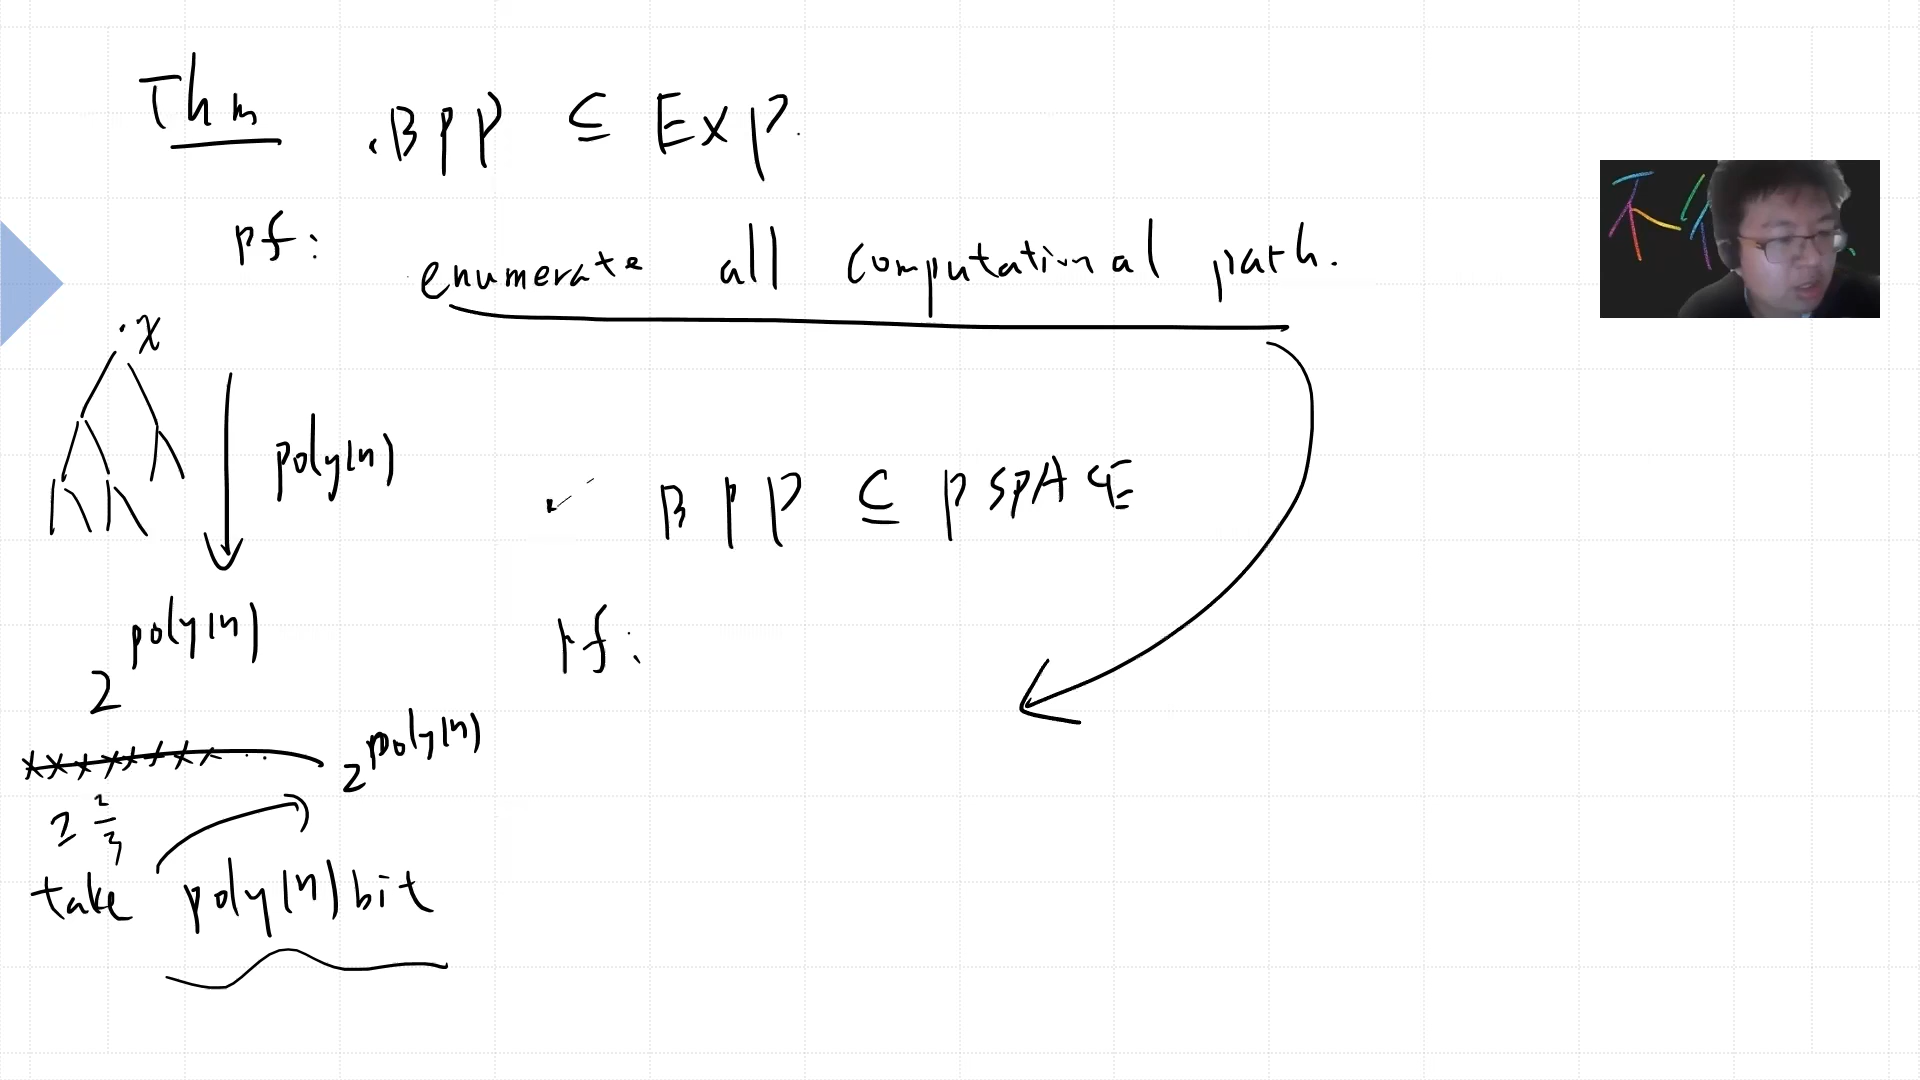 Thm . BPP ⊆ EXP.
pf: enumerate all computational path.
. x
poly(n)
BPP ⊆ PSPACE
2^poly(n)
pf:
x x x x x x x x . . 2^poly(n)
≥ 2/3
take poly(n) bit
不